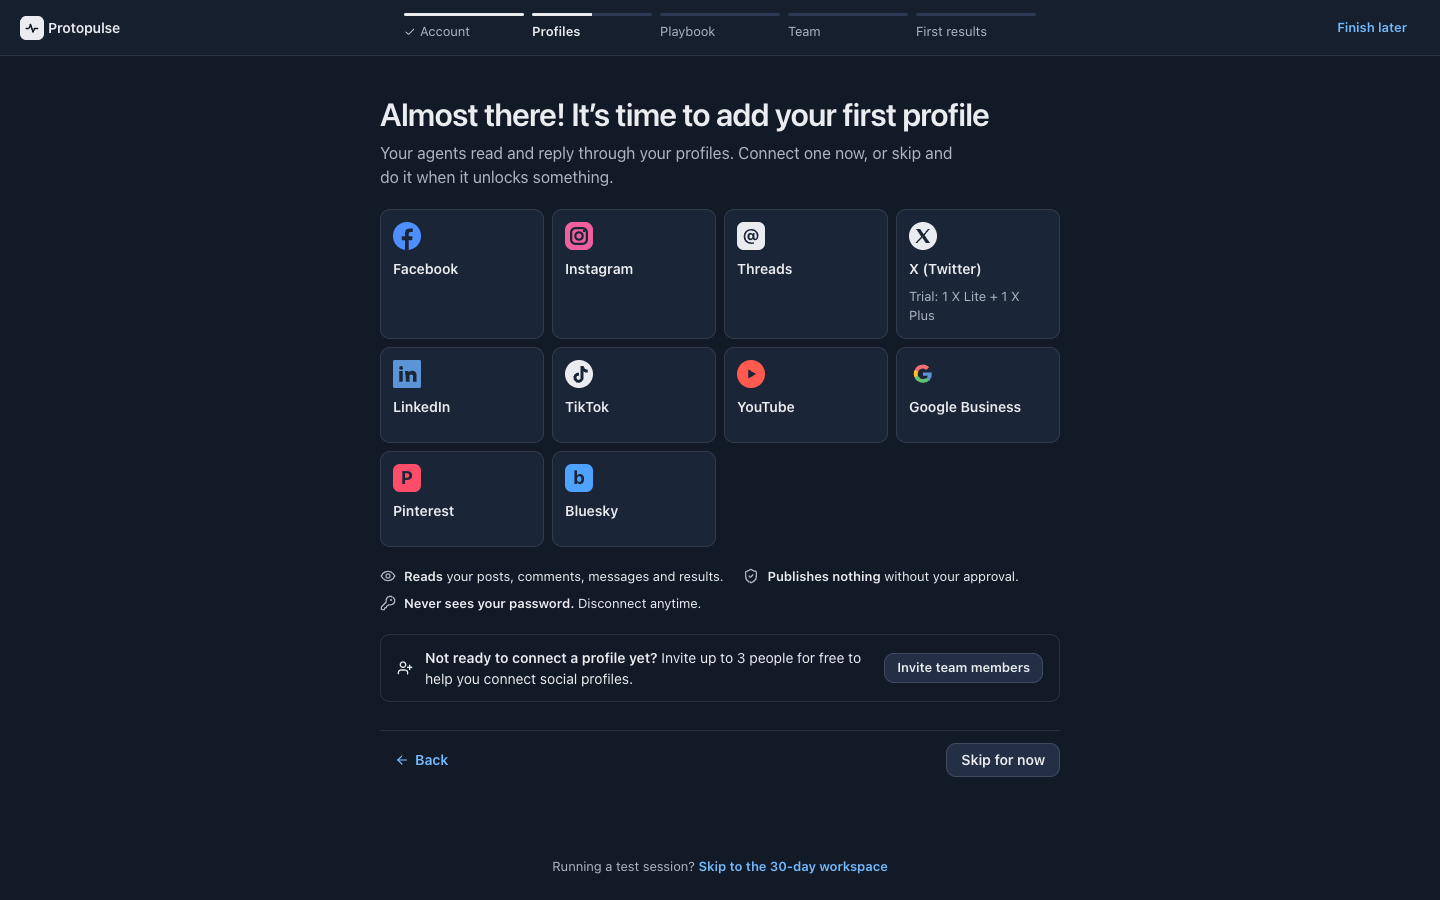 Protopulse
Account
Profiles
Playbook
Team
First results
Finish later
Almost there! It’s time to add your first profile
Your agents read and reply through your profiles. Connect one now, or skip and
do it when it unlocks something.
Facebook
Instagram
Threads
X (Twitter)
Trial: 1 X Lite + 1 X
Plus
LinkedIn
TikTok
YouTube
Google Business
Pinterest
Bluesky
Reads your posts, comments, messages and results.
Publishes nothing without your approval.
Never sees your password. Disconnect anytime.
Not ready to connect a profile yet? Invite up to 3 people for free to
help you connect social profiles.
Invite team members
Back
Skip for now
Running a test session? Skip to the 30-day workspace